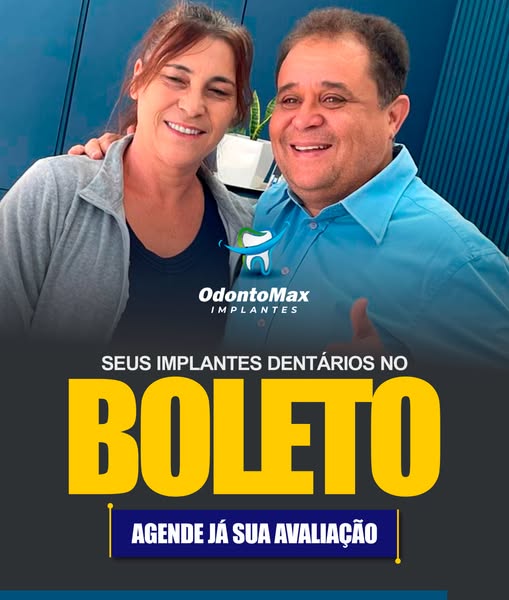 OdontoMax
IMPLANTES
SEUS IMPLANTES DENTÁRIOS NO
BOLETO
AGENDE JÁ SUA AVALIAÇÃO